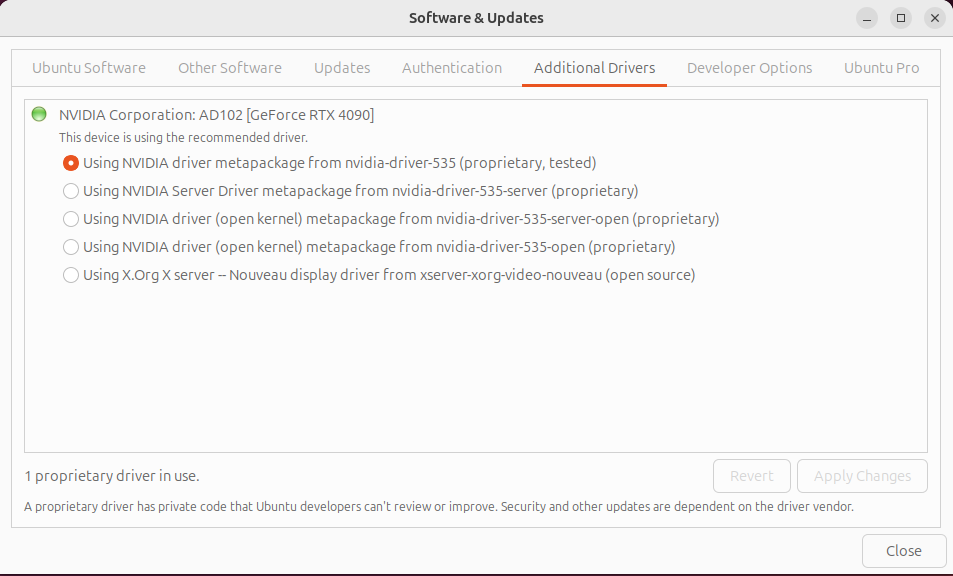 Software & Updates
Ubuntu Software Other Software Updates Authentication Additional Drivers Developer Options Ubuntu Pro
NVIDIA Corporation: AD102 [GeForce RTX 4090]
This device is using the recommended driver.
Using NVIDIA driver metapackage from nvidia-driver-535 (proprietary, tested)
Using NVIDIA Server Driver metapackage from nvidia-driver-535-server (proprietary)
Using NVIDIA driver (open kernel) metapackage from nvidia-driver-535-server-open (proprietary)
Using NVIDIA driver (open kernel) metapackage from nvidia-driver-535-open (proprietary)
Using X.Org X server -- Nouveau display driver from xserver-xorg-video-nouveau (open source)
1 proprietary driver in use. Revert Apply Changes
A proprietary driver has private code that Ubuntu developers can't review or improve. Security and other updates are dependent on the driver vendor.
Close